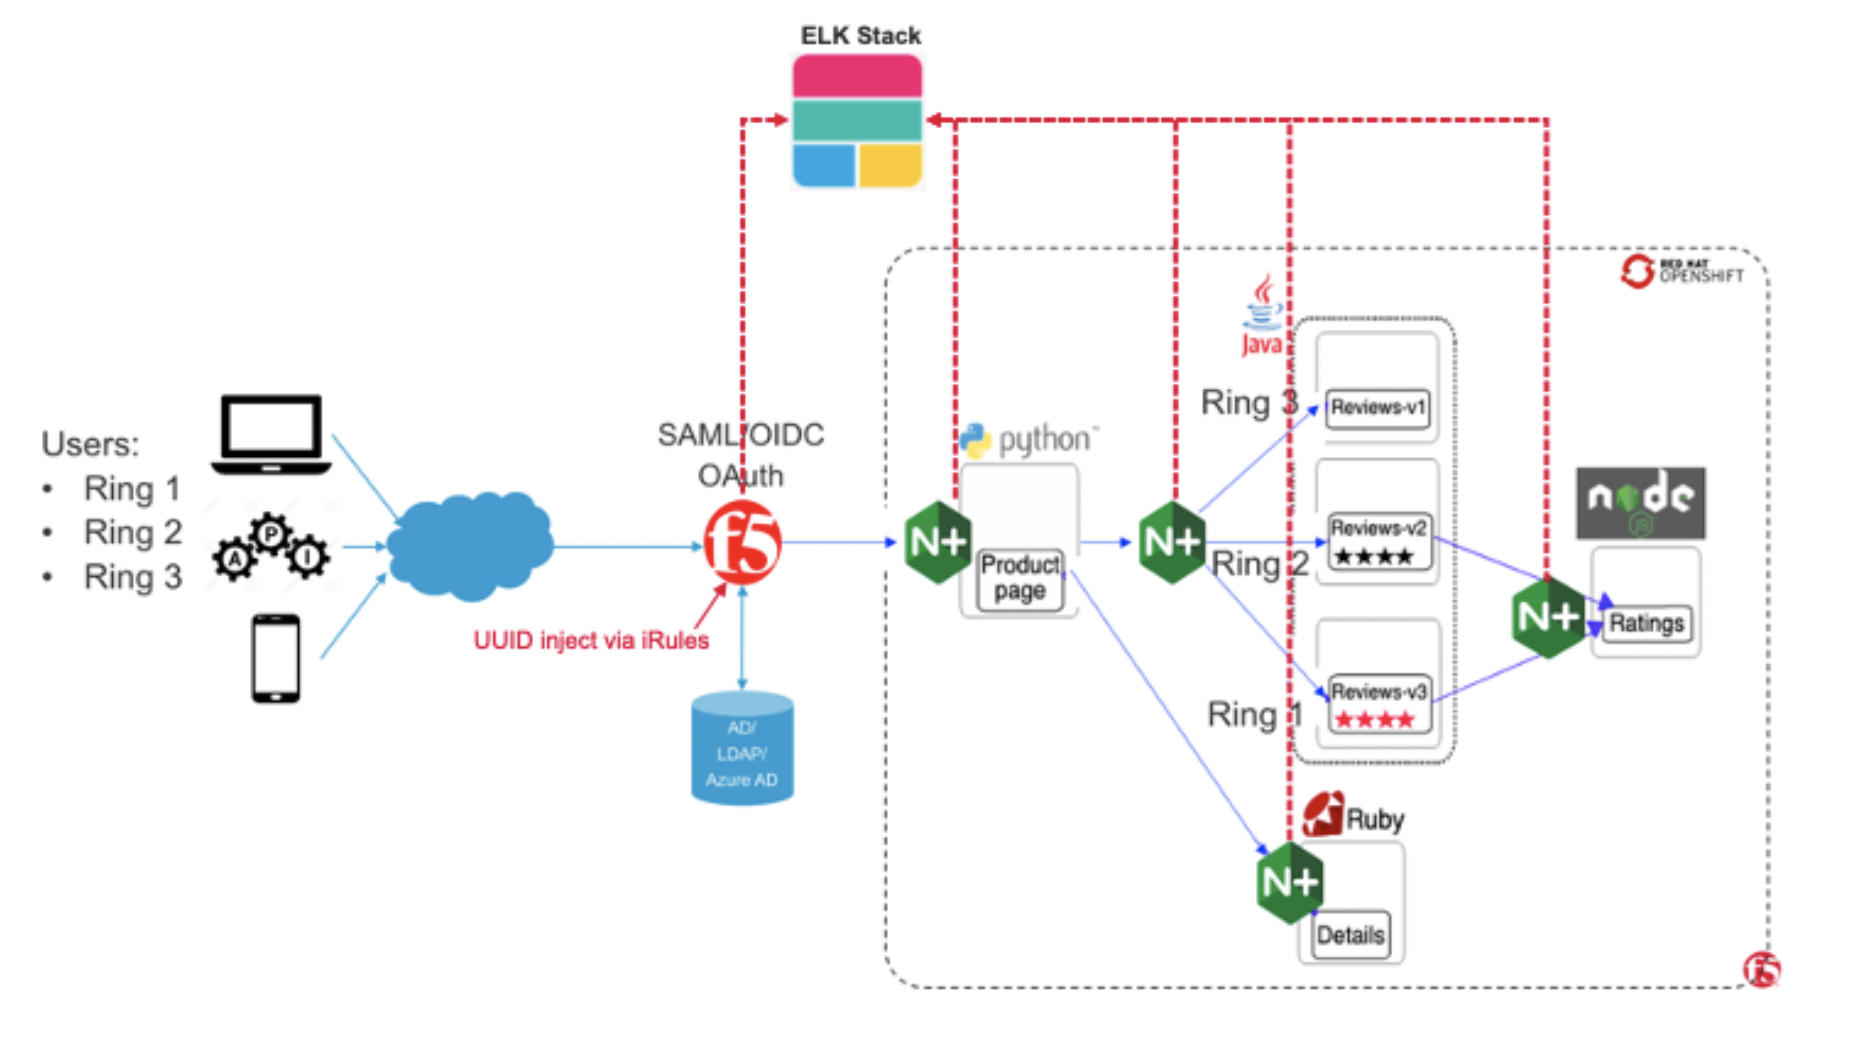 ELK Stack
RED HAT
OPENSHIFT
Java
Users:
• Ring 1
• Ring 2
• Ring 3
A P I
SAML/OIDC
OAuth
f5
UUID inject via iRules
AD/
LDAP/
Azure AD
python™
N+
Product
page
N+
Ring 3
Reviews-v1
Ring 2
Reviews-v2
Ring 1
Reviews-v3
node
JS
N+
Ratings
Ruby
N+
Details
f5